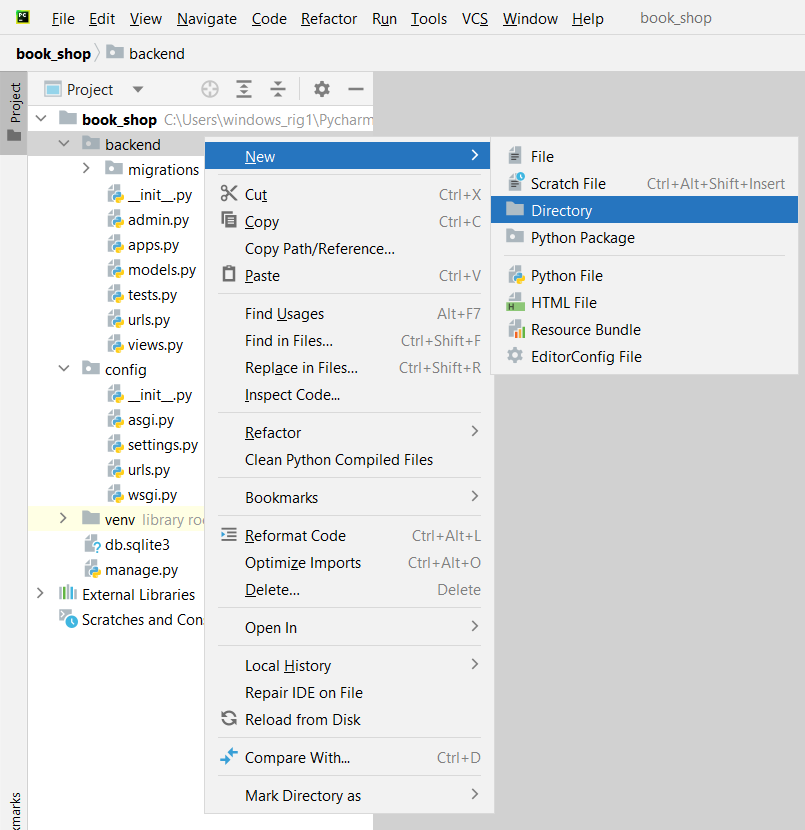 PC
File Edit View Navigate Code Refactor Run Tools VCS Window Help book_shop
book_shop backend
Project
Project
book_shop C:\Users\windows_rig1\Pycharm
backend
migrations
__init__.py
admin.py
apps.py
models.py
tests.py
urls.py
views.py
config
__init__.py
asgi.py
settings.py
urls.py
wsgi.py
venv library
db.sqlite3
manage.py
External Libraries
Scratches and
New
Cut Ctrl+X
Copy Ctrl+C
Copy Path/Reference...
Paste Ctrl+V
Find Usages Alt+F7
Find in Files... Ctrl+Shift+F
Replace in Files... Ctrl+Shift+R
Inspect Code...
Refactor
Clean Python Compiled Files
Bookmarks
Reformat Code Ctrl+Alt+L
Optimize Imports Ctrl+Alt+O
Delete... Delete
Open In
Local History
Repair IDE on File
Reload from Disk
Compare With... Ctrl+D
Mark Directory as
File
Scratch File Ctrl+Alt+Shift+Insert
Directory
Python Package
Python File
H HTML File
Resource Bundle
EditorConfig File